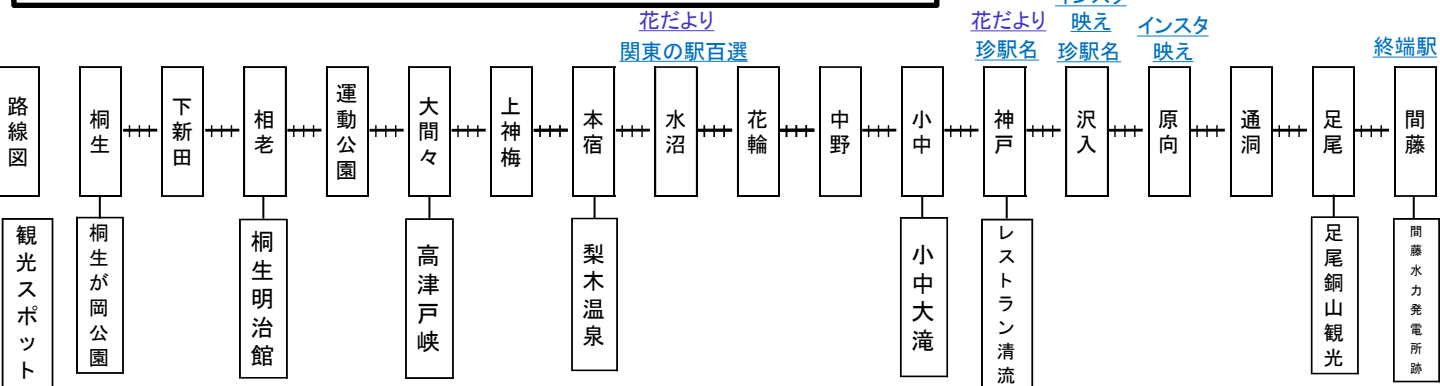 インスタ
花だより
花だより
映え
インスタ
関東の駅百選
珍駅名
珍駅名
映え
終端駅
路線図
桐生
下新田
相老
運動公園
大間々
上神梅
本宿
水沼
花輪
中野
小中
神戸
沢入
原向
通洞
足尾
間藤
観光スポット
桐生が岡公園
桐生明治館
高津戸峡
梨木温泉
小中大滝
レストラン清流
足尾銅山観光
間藤水力発電所跡